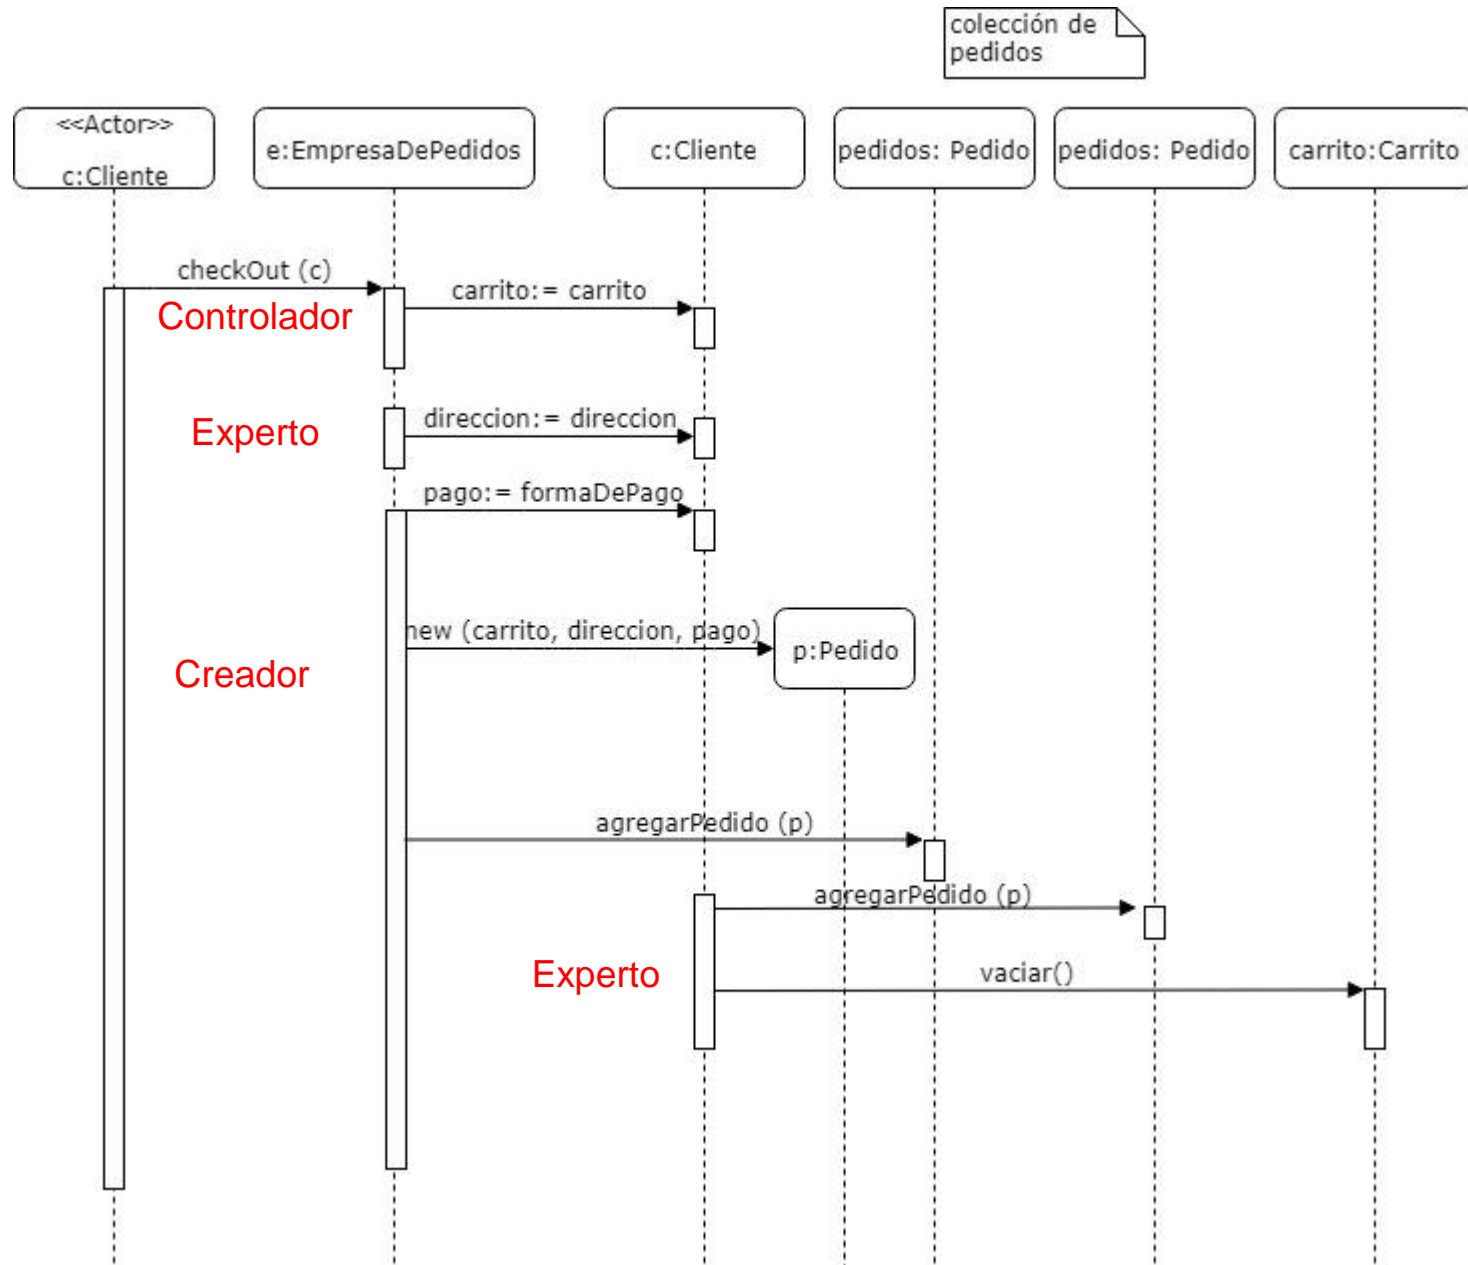 colección de
pedidos
<<Actor>>
c:Cliente
e:EmpresaDePedidos
c:Cliente
pedidos: Pedido
pedidos: Pedido
carrito:Carrito
checkOut (c)
carrito:= carrito
Controlador
direccion:= direccion
Experto
pago:= formaDePago
new (carrito, direccion, pago)
p:Pedido
Creador
agregarPedido (p)
agregarPedido (p)
Experto
vaciar()